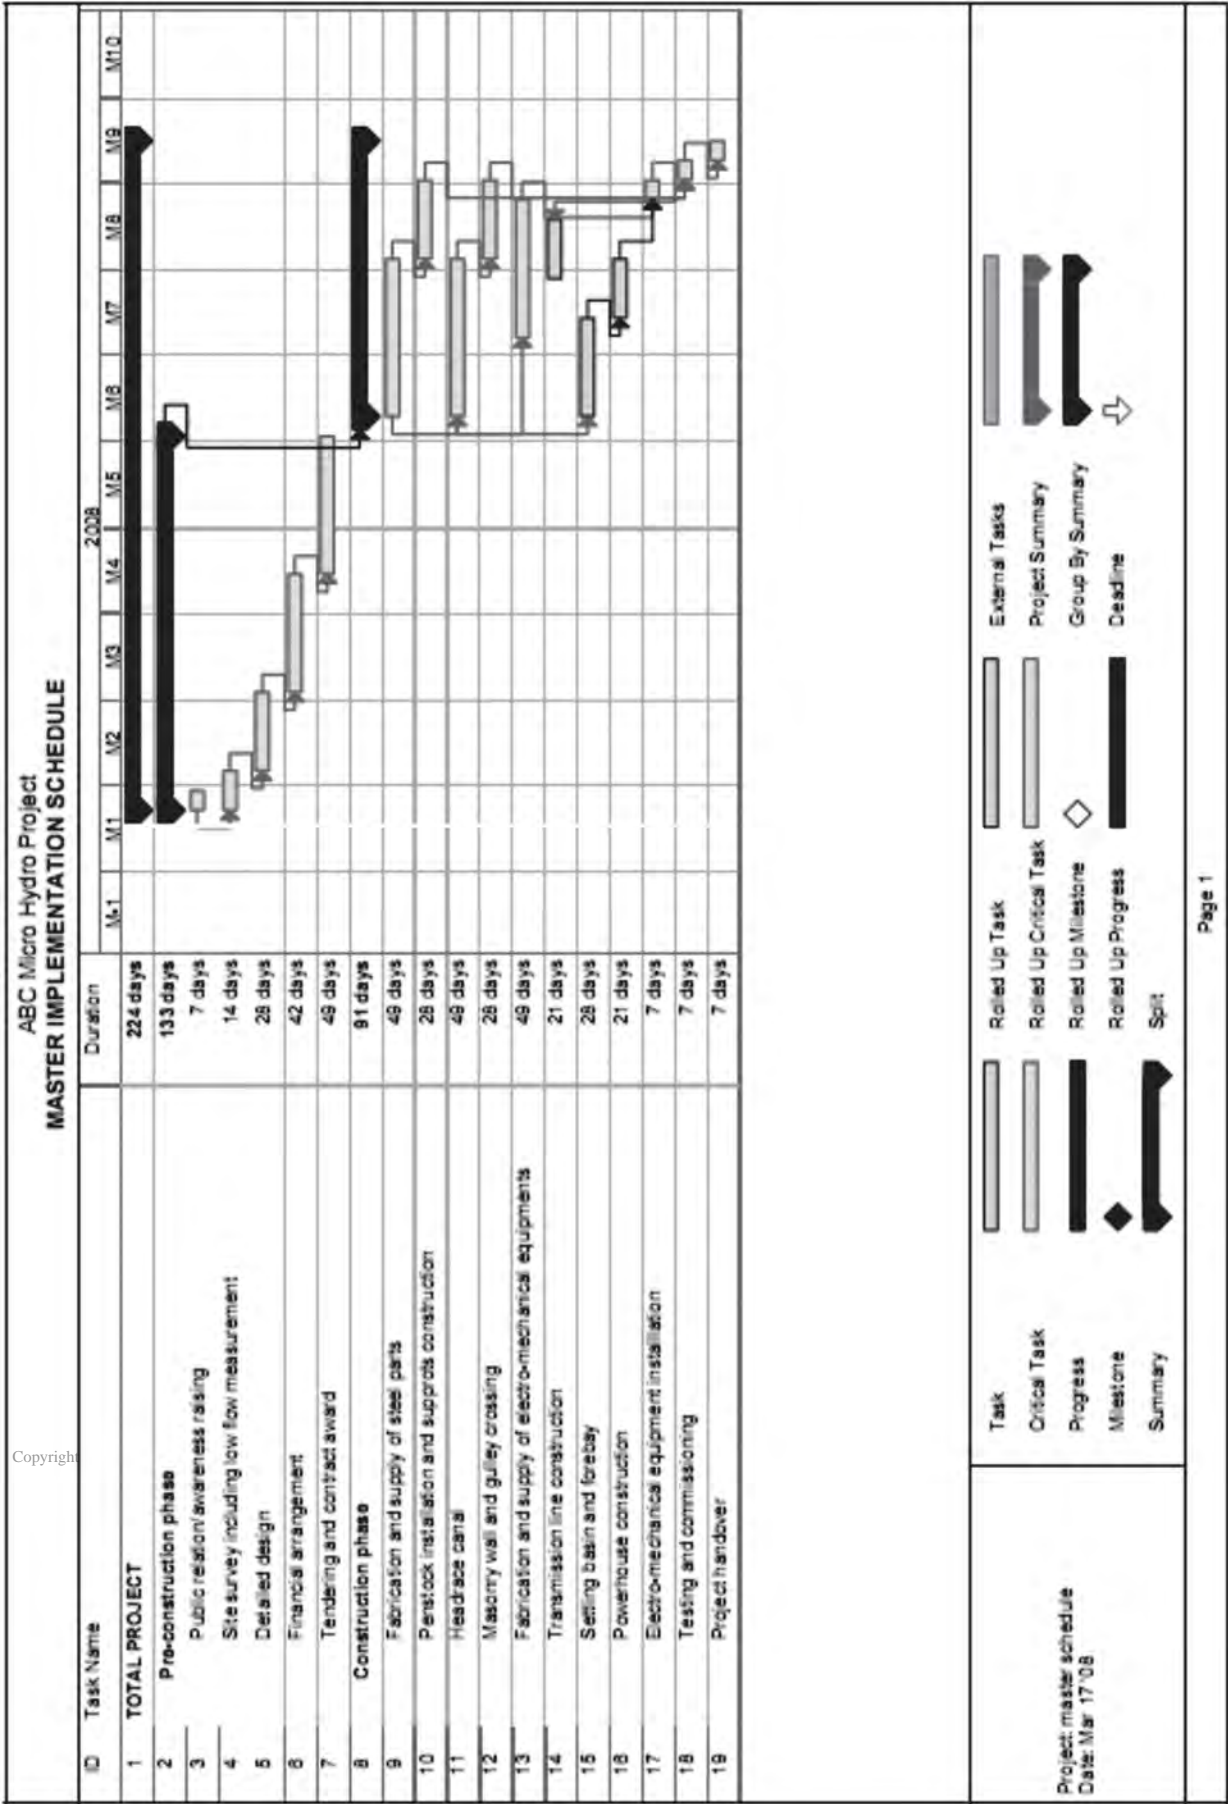 ABC Micro Hydro Project
MASTER IMPLEMENTATION SCHEDULE
ID Task Name Duration 2008
M-1 M1 M2 M3 M4 M5 M6 M7 M8 M9 M10
1 TOTAL PROJECT 224 days
2 Pre-construction phase 133 days
3 Public relation/awareness raising 7 days
4 Site survey including low flow measurement 14 days
5 Detailed design 28 days
6 Financial arrangement 42 days
7 Tendering and contract award 49 days
8 Construction phase 91 days
9 Fabrication and supply of steel parts 49 days
10 Penstock installation and supprots construction 28 days
11 Headrace canal 49 days
12 Masonry wall and gulley crossing 28 days
13 Fabrication and supply of electro-mechanical equipments 49 days
14 Transmission line construction 21 days
15 Setting basin and forebay 28 days
16 Powerhouse construction 21 days
17 Electro-mechanical equipment installation 7 days
18 Testing and commissioning 7 days
19 Project handover 7 days
Project: master schedule
Date: Mar 17 '08
Task Rolled Up Task External Tasks
Critical Task Rolled Up Critical Task Project Summary
Progress Rolled Up Milestone Group By Summary
Milestone Rolled Up Progress Deadline
Summary Split
Page 1
Copyright